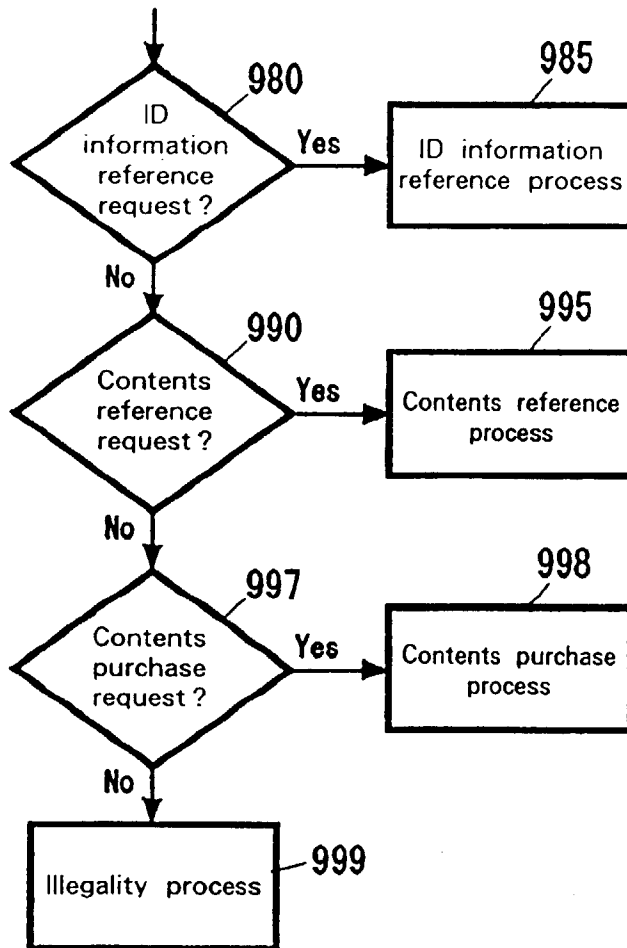 980
ID
information
reference
request ?
Yes
985
ID information
reference process
No
990
Contents
reference
request ?
Yes
995
Contents reference
process
No
997
Contents
purchase
request ?
Yes
998
Contents purchase
process
No
Illegality process
999